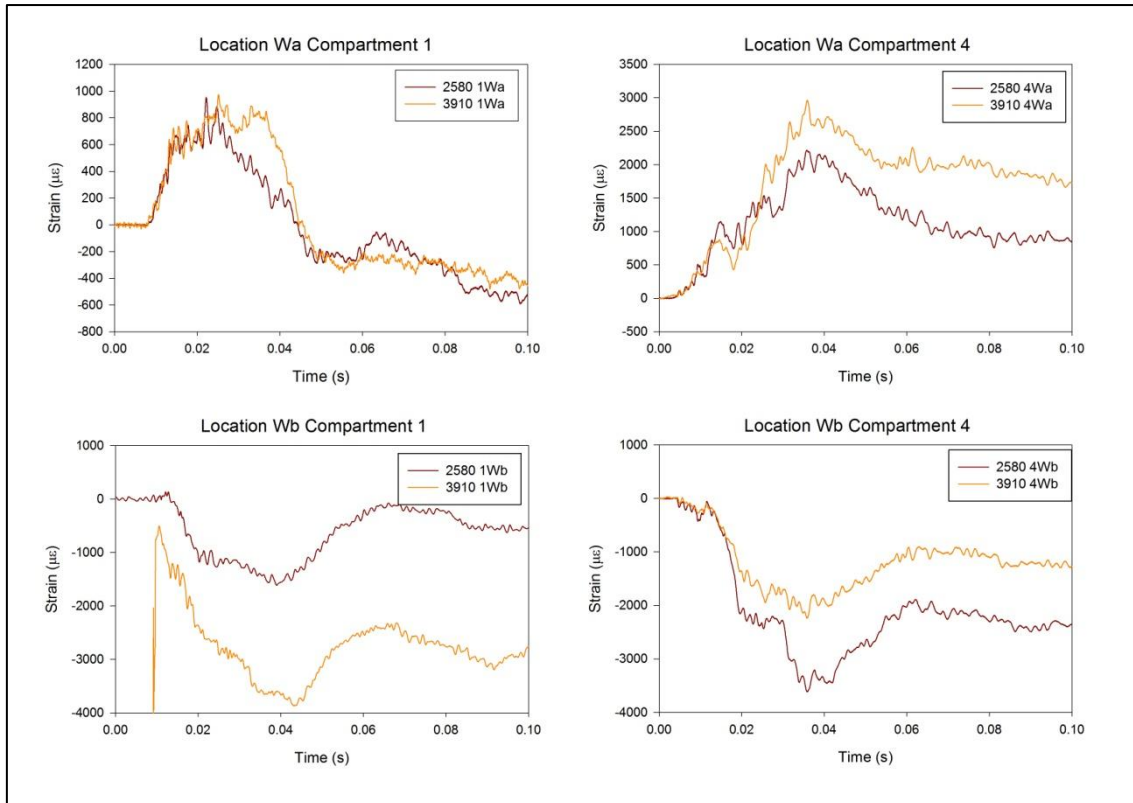 Location Wa Compartment 1
2580 1Wa
3910 1Wa
1200
1000
800
600
400
200
0
-200
-400
-600
-800
Strain (με)
0.00 0.02 0.04 0.06 0.08 0.10
Time (s)
Location Wa Compartment 4
2580 4Wa
3910 4Wa
3500
3000
2500
2000
1500
1000
500
0
-500
Strain (με)
0.00 0.02 0.04 0.06 0.08 0.10
Time (s)
Location Wb Compartment 1
2580 1Wb
3910 1Wb
1000
0
-1000
-2000
-3000
-4000
Strain (με)
0.00 0.02 0.04 0.06 0.08 0.10
Time (s)
Location Wb Compartment 4
2580 4Wb
3910 4Wb
1000
0
-1000
-2000
-3000
-4000
Strain (με)
0.00 0.02 0.04 0.06 0.08 0.10
Time (s)